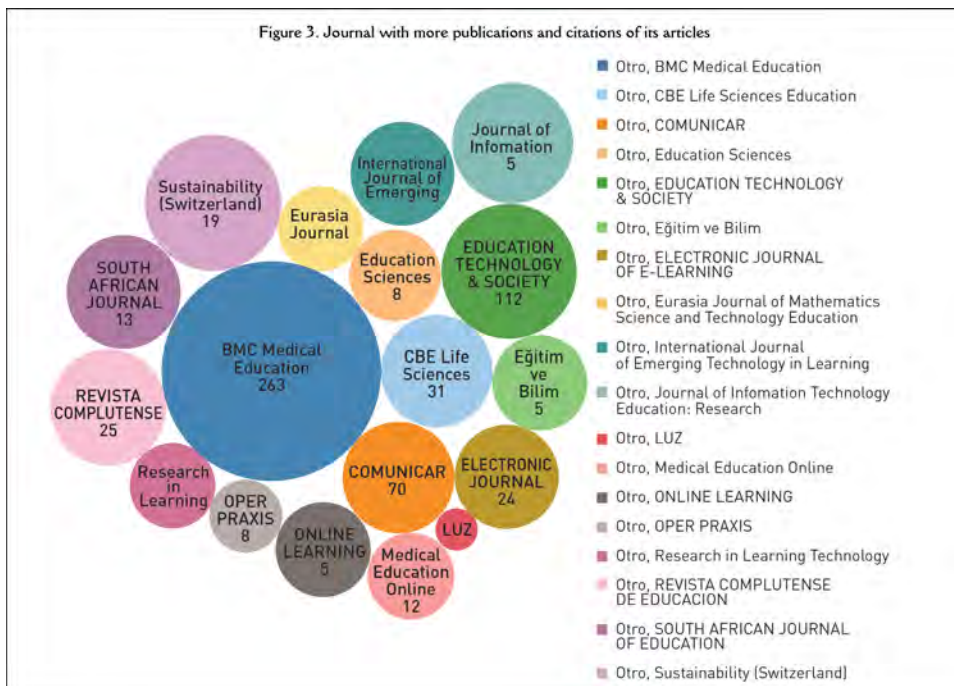 Figure 3. Journal with more publications and citations of its articles
Journal of
Infomation
5
International
Journal of
Emerging
Sustainability
(Switzerland)
19
Eurasia
Journal
Education
Sciences
8
EDUCATION
TECHNOLOGY
& SOCIETY
112
SOUTH
AFRICAN
JOURNAL
13
BMC Medical
Education
263
CBE Life
Sciences
31
Eğitim
ve
Bilim
5
REVISTA
COMPLUTENSE
25
Research
in
Learning
OPER
PRAXIS
8
ONLINE
LEARNING
5
COMUNICAR
70
ELECTRONIC
JOURNAL
24
LUZ
Medical
Education
Online
12
Otro, BMC Medical Education
Otro, CBE Life Sciences Education
Otro, COMUNICAR
Otro, Education Sciences
Otro, EDUCATION TECHNOLOGY
& SOCIETY
Otro, Eğitim ve Bilim
Otro, ELECTRONIC JOURNAL
OF E-LEARNING
Otro, Eurasia Journal of Mathematics
Science and Technology Education
Otro, International Journal
of Emerging Technology in Learning
Otro, Journal of Infomation Technology
Education: Research
Otro, LUZ
Otro, Medical Education Online
Otro, ONLINE LEARNING
Otro, OPER PRAXIS
Otro, Research in Learning Technology
Otro, REVISTA COMPLUTENSE
DE EDUCACION
Otro, SOUTH AFRICAN JOURNAL
OF EDUCATION
Otro, Sustainability (Switzerland)